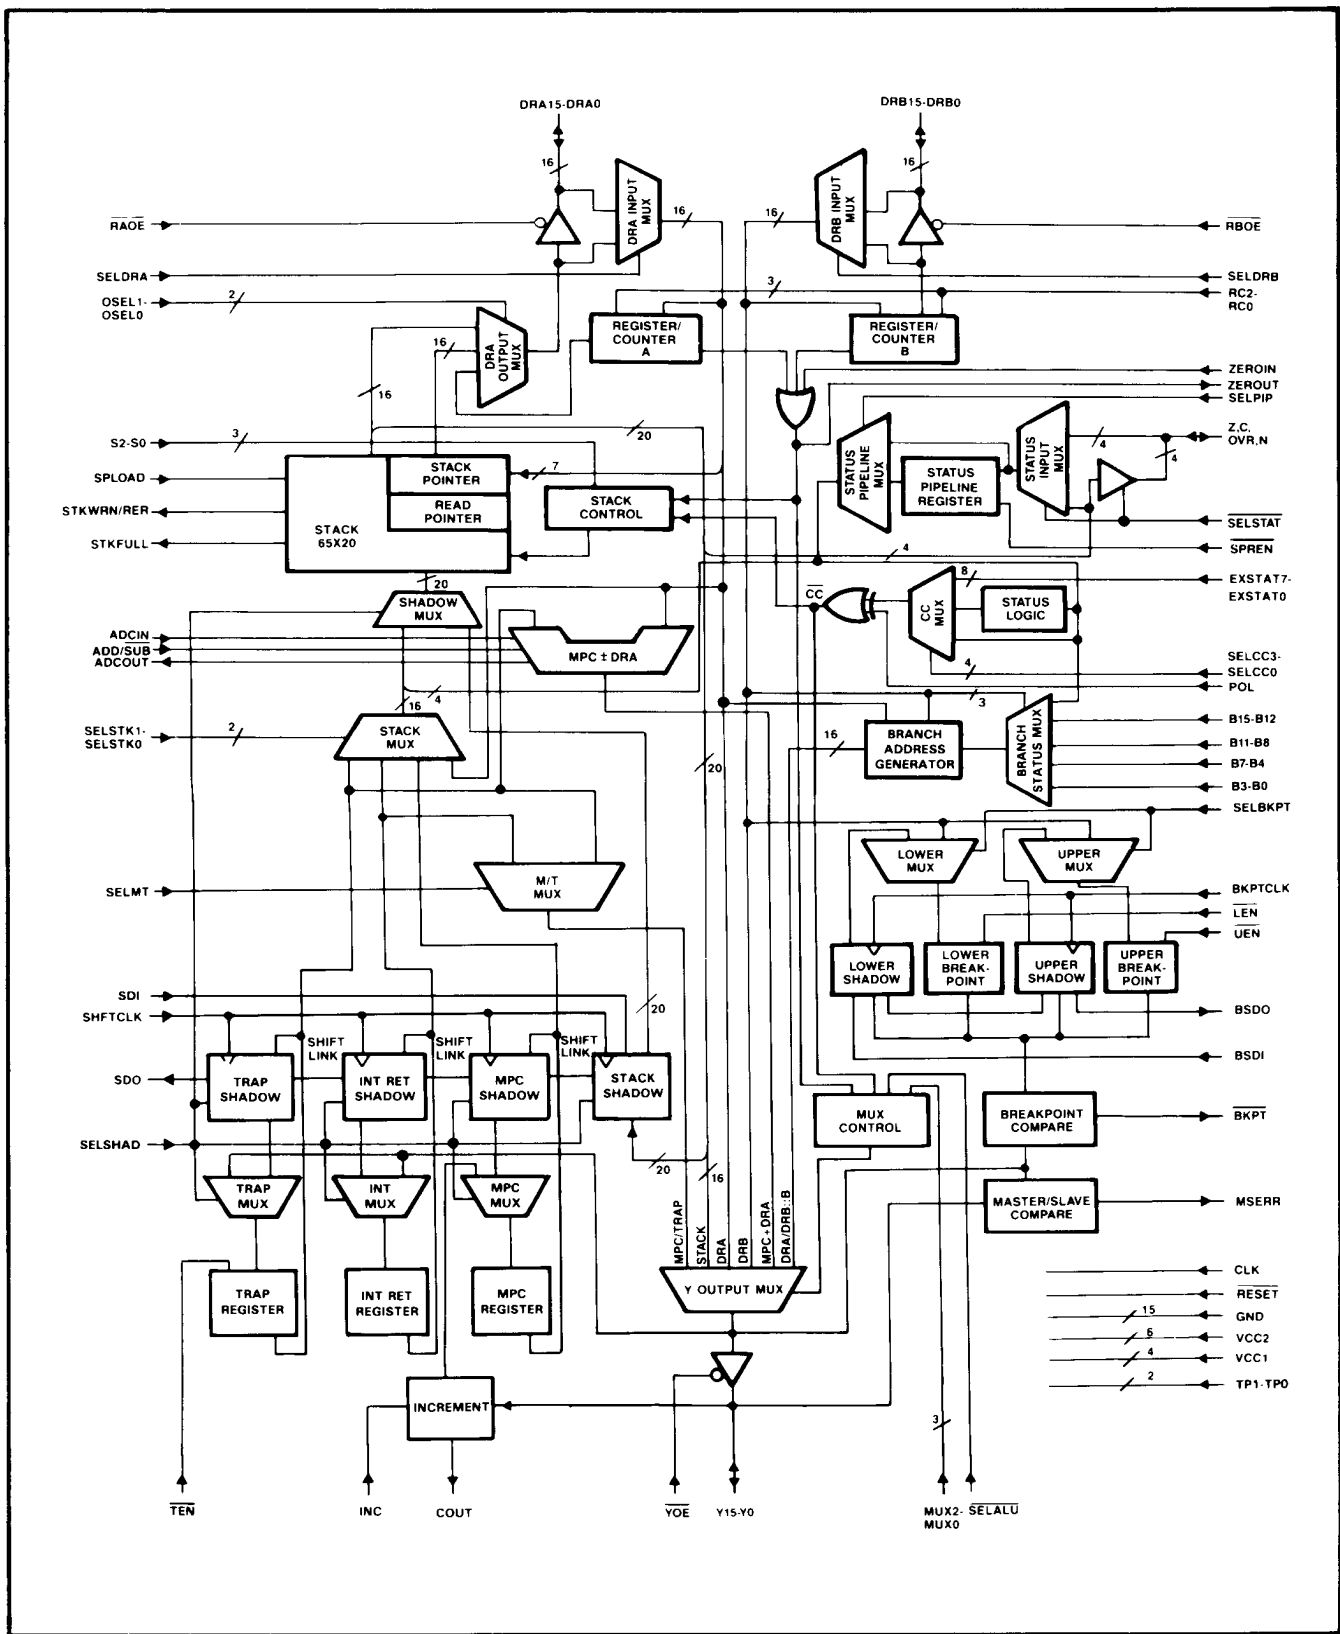 DRA15-DRA0
DRB15-DRB0
16
16
DRA INPUT
MUX
16
16
DRB INPUT
MUX
RAOE
RBOE
SELDRA
SELDRB
OSEL1-
OSEL0
2
3
RC2-
RC0
DRA
OUTPUT
MUX
16
REGISTER/
COUNTER
A
REGISTER/
COUNTER
B
16
ZEROIN
ZEROUT
SELPIP
S2-S0
3
20
Z,C,
OVR,N
4
4
STATUS
PIPELINE
MUX
STATUS
PIPELINE
REGISTER
STATUS
INPUT
MUX
SPLOAD
STACK
POINTER
7
READ
POINTER
STACK
65X20
STACK
CONTROL
STKWRN/RER
SELSTAT
STKFULL
4
SPREN
20
SHADOW
MUX
CC
CC
MUX
8
STATUS
LOGIC
EXSTAT7-
EXSTAT0
ADCIN
ADD/SUB
ADCOUT
MPC ± DRA
SELCC3-
SELCC0
4
POL
4
16
3
SELSTK1-
SELSTK0
2
STACK
MUX
16
BRANCH
ADDRESS
GENERATOR
BRANCH
STATUS MUX
B15-B12
B11-B8
B7-B4
B3-B0
20
SELBKPT
LOWER
MUX
UPPER
MUX
SELMT
M/T
MUX
BKPTCLK
LEN
UEN
LOWER
SHADOW
LOWER
BREAK-
POINT
UPPER
SHADOW
UPPER
BREAK-
POINT
SDI
20
SHFTCLK
BSDO
SHIFT
LINK
SHIFT
LINK
SHIFT
LINK
BSDI
SDO
TRAP
SHADOW
INT RET
SHADOW
MPC
SHADOW
STACK
SHADOW
MUX
CONTROL
BREAKPOINT
COMPARE
BKPT
SELSHAD
20
16
TRAP
MUX
INT
MUX
MPC
MUX
MPC/TRAP
STACK
DRA
DRB
MPC+DRA
DRA/DRB::B
MASTER/SLAVE
COMPARE
MSERR
Y OUTPUT MUX
TRAP
REGISTER
INT RET
REGISTER
MPC
REGISTER
CLK
RESET
15
GND
6
VCC2
4
VCC1
2
TP1-TP0
INCREMENT
3
TEN
INC
COUT
YOE
Y15-Y0
MUX2-
MUX0
SELALU